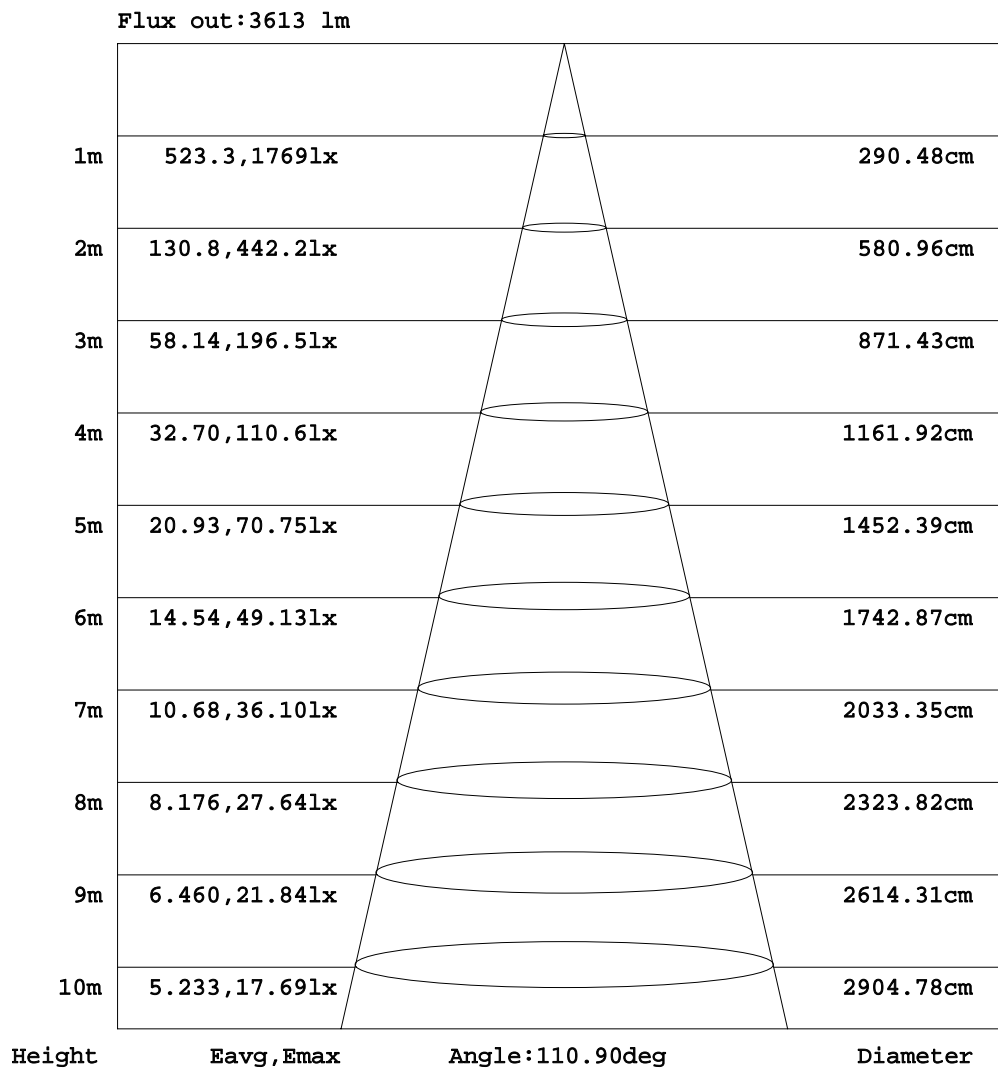 Flux out:3613 lm
1m 523.3,1769lx 290.48cm
2m 130.8,442.2lx 580.96cm
3m 58.14,196.5lx 871.43cm
4m 32.70,110.6lx 1161.92cm
5m 20.93,70.75lx 1452.39cm
6m 14.54,49.13lx 1742.87cm
7m 10.68,36.10lx 2033.35cm
8m 8.176,27.64lx 2323.82cm
9m 6.460,21.84lx 2614.31cm
10m 5.233,17.69lx 2904.78cm
Height Eavg,Emax Angle:110.90deg Diameter